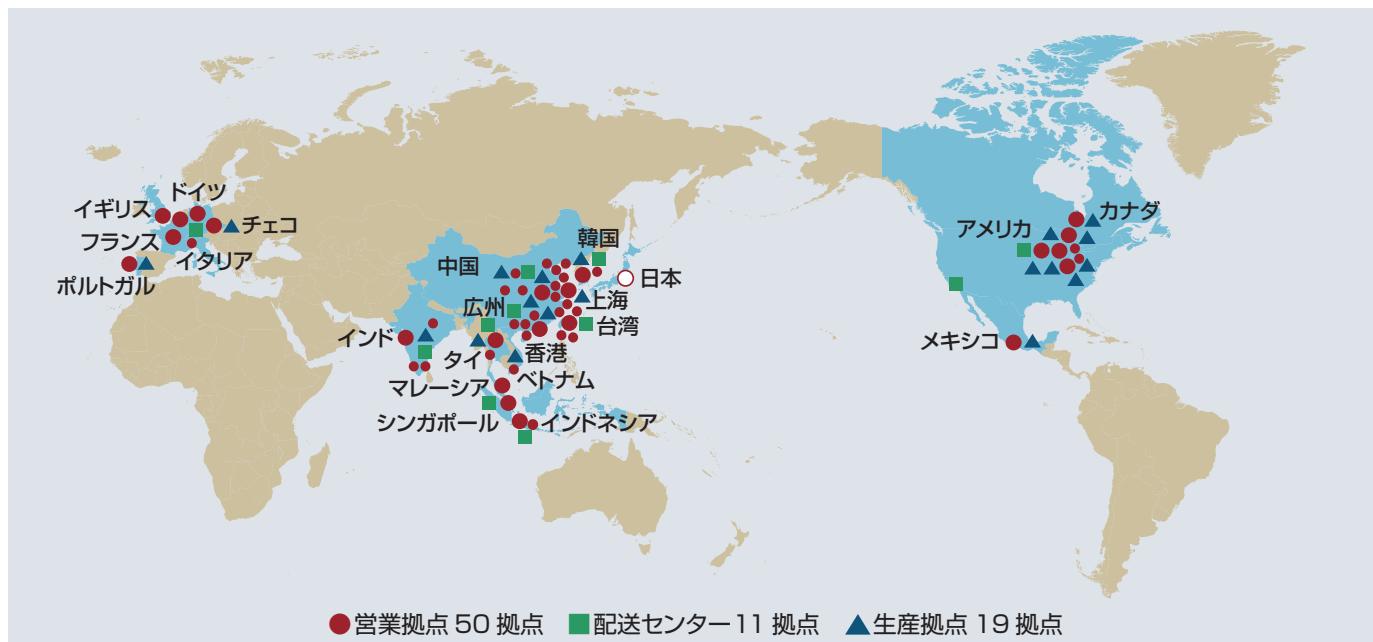 ドイツ
イギリス
チェコ
フランス
イタリア
ポルトガル
韓国
中国
日本
上海
広州
台湾
インド
タイ
香港
ベトナム
マレーシア
シンガポール
インドネシア
カナダ
アメリカ
メキシコ
●営業拠点 50 拠点 ■配送センター 11 拠点 ▲生産拠点 19 拠点